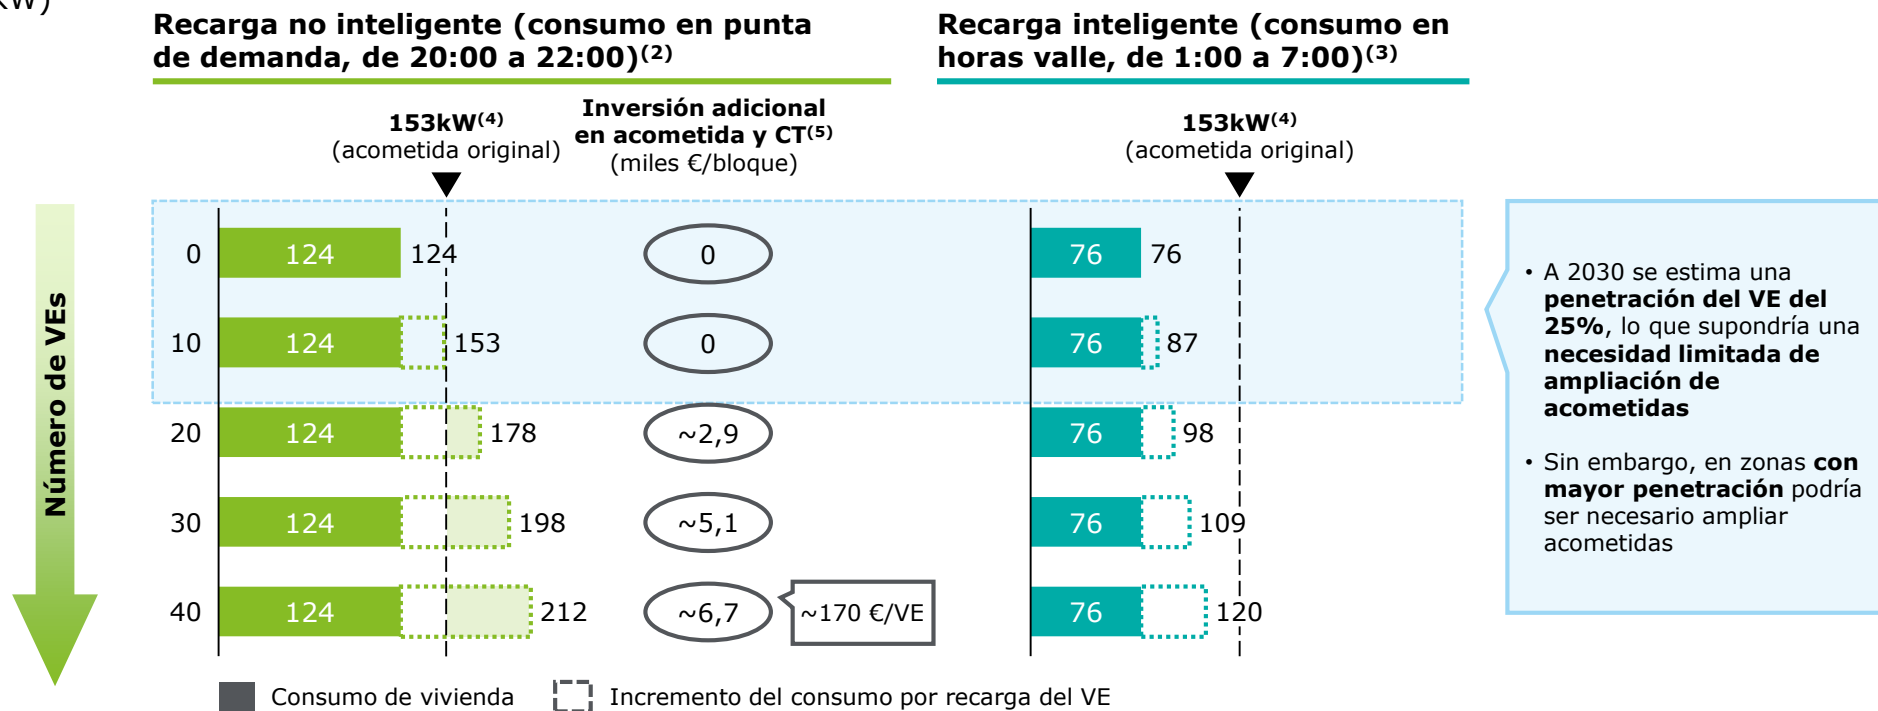 kW)
Recarga no inteligente (consumo en punta
de demanda, de 20:00 a 22:00)(2)
Recarga inteligente (consumo en
horas valle, de 1:00 a 7:00)(3)
153kW(4)
(acometida original)
Inversión adicional
en acometida y CT(5)
(miles €/bloque)
153kW(4)
(acometida original)
Número de VEs
0 124 124 0 76 76
10 124 153 0 76 87
20 124 178 ~2,9 76 98
30 124 198 ~5,1 76 109
40 124 212 ~6,7 ~170 €/VE 76 120
• A 2030 se estima una
penetración del VE del
25%, lo que supondría una
necesidad limitada de
ampliación de
acometidas
• Sin embargo, en zonas con
mayor penetración podría
ser necesario ampliar
acometidas
Consumo de vivienda
Incremento del consumo por recarga del VE